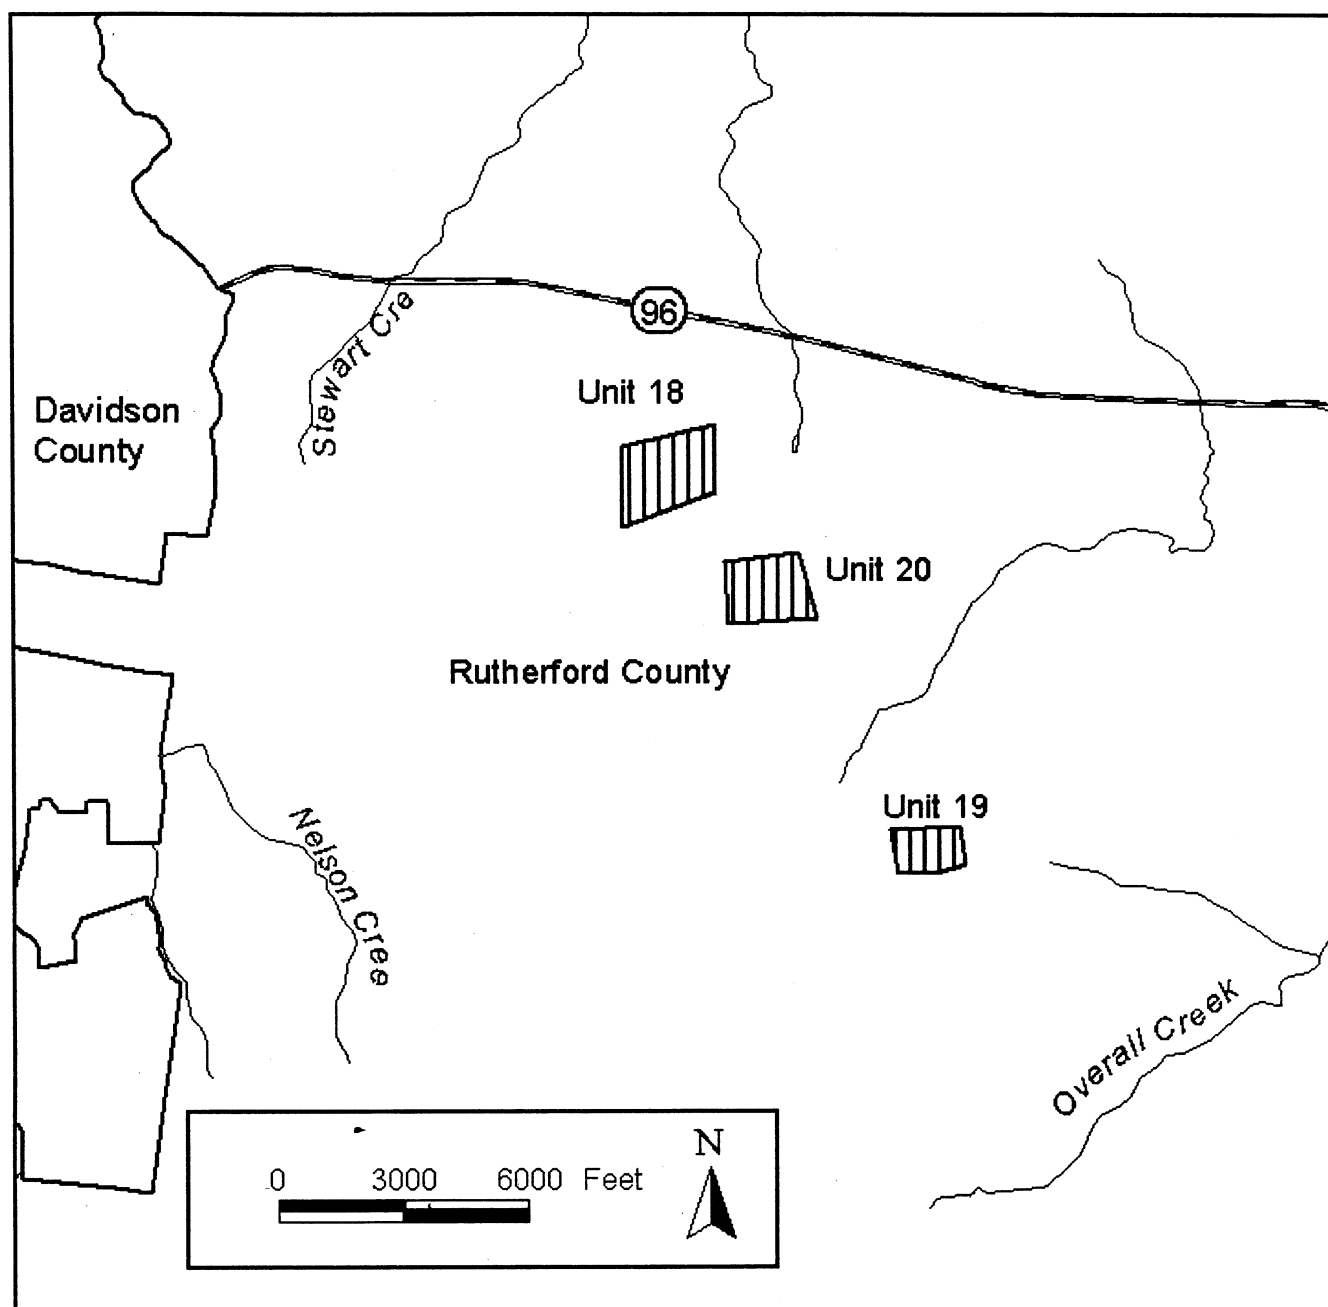 96
Stewart Cre
Unit 18
Davidson
County
Unit 20
Rutherford County
Unit 19
Nelson Cree
Overall Creek
N
0 3000 6000 Feet